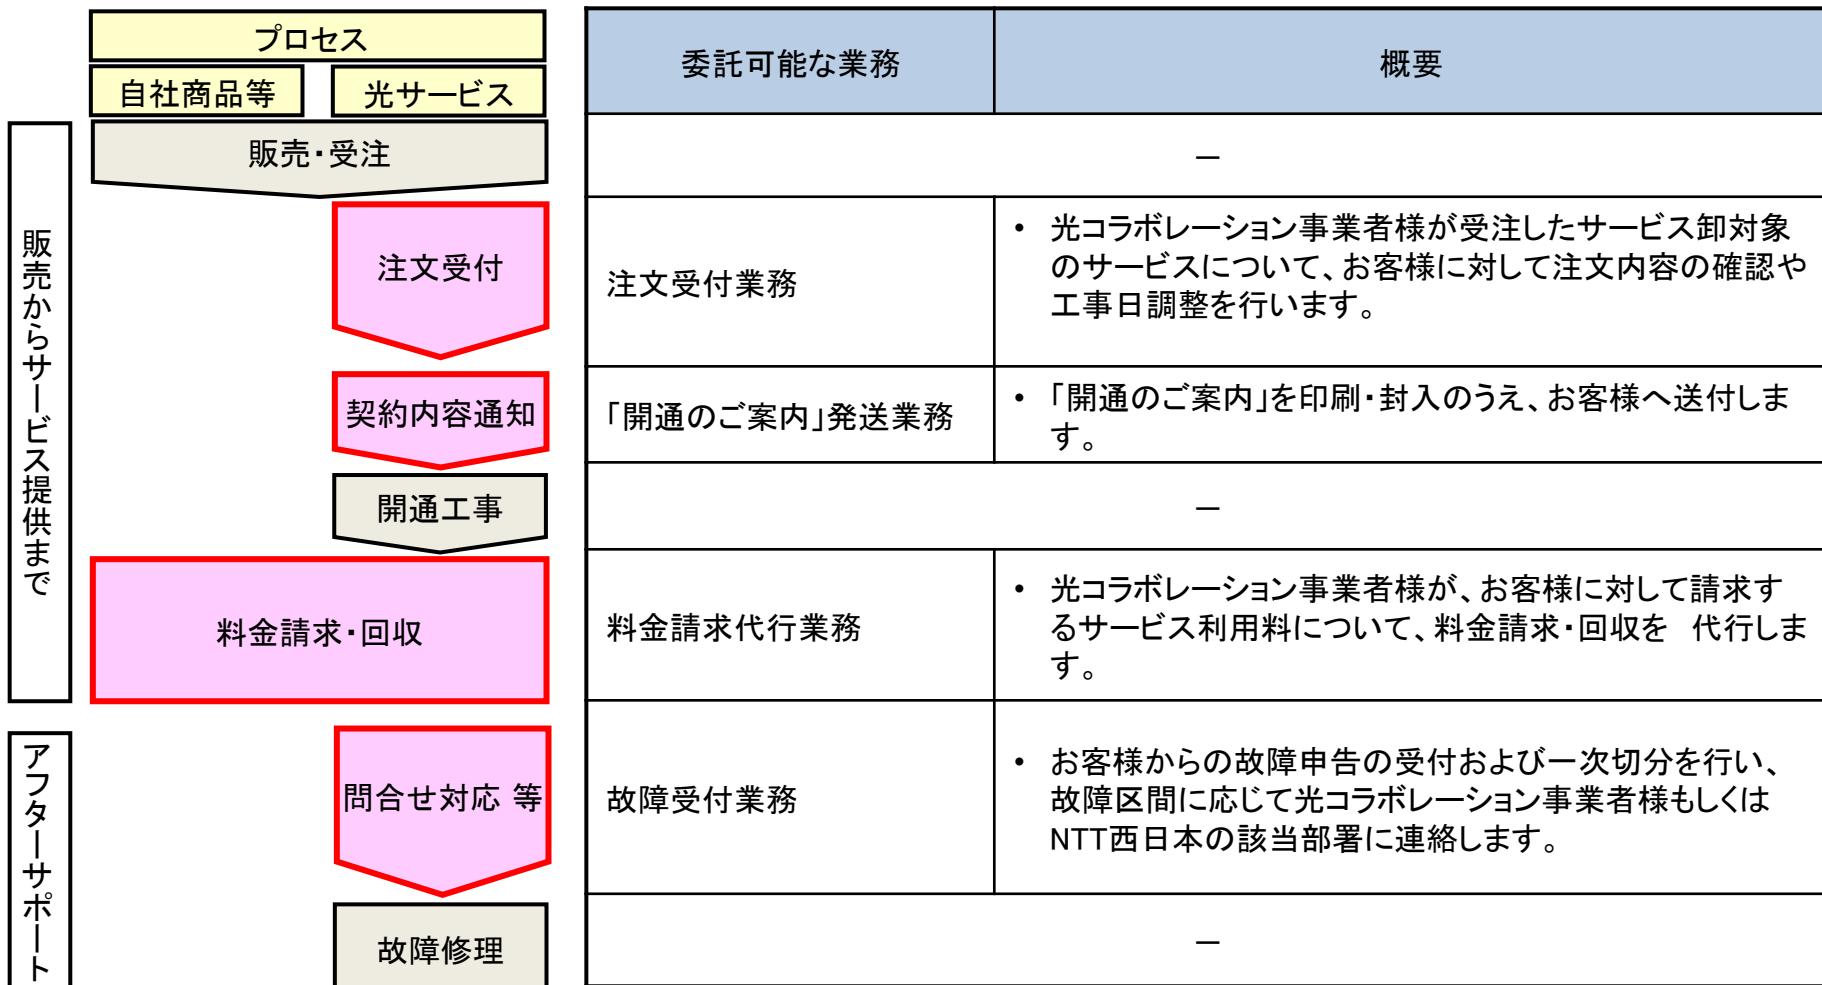 プロセス
自社商品等
光サービス
委託可能な業務
概要
販売からサービス提供まで
販売・受注
－
注文受付
注文受付業務
• 光コラボレーション事業者様が受注したサービス卸対象
のサービスについて、お客様に対して注文内容の確認や
工事日調整を行います。
契約内容通知
「開通のご案内」発送業務
• 「開通のご案内」を印刷・封入のうえ、お客様へ送付しま
す。
開通工事
－
料金請求・回収
料金請求代行業務
• 光コラボレーション事業者様が、お客様に対して請求す
るサービス利用料について、料金請求・回収を　代行しま
す。
アフターサポート
問合せ対応 等
故障受付業務
• お客様からの故障申告の受付および一次切分を行い、
故障区間に応じて光コラボレーション事業者様もしくは
NTT西日本の該当部署に連絡します。
故障修理
－